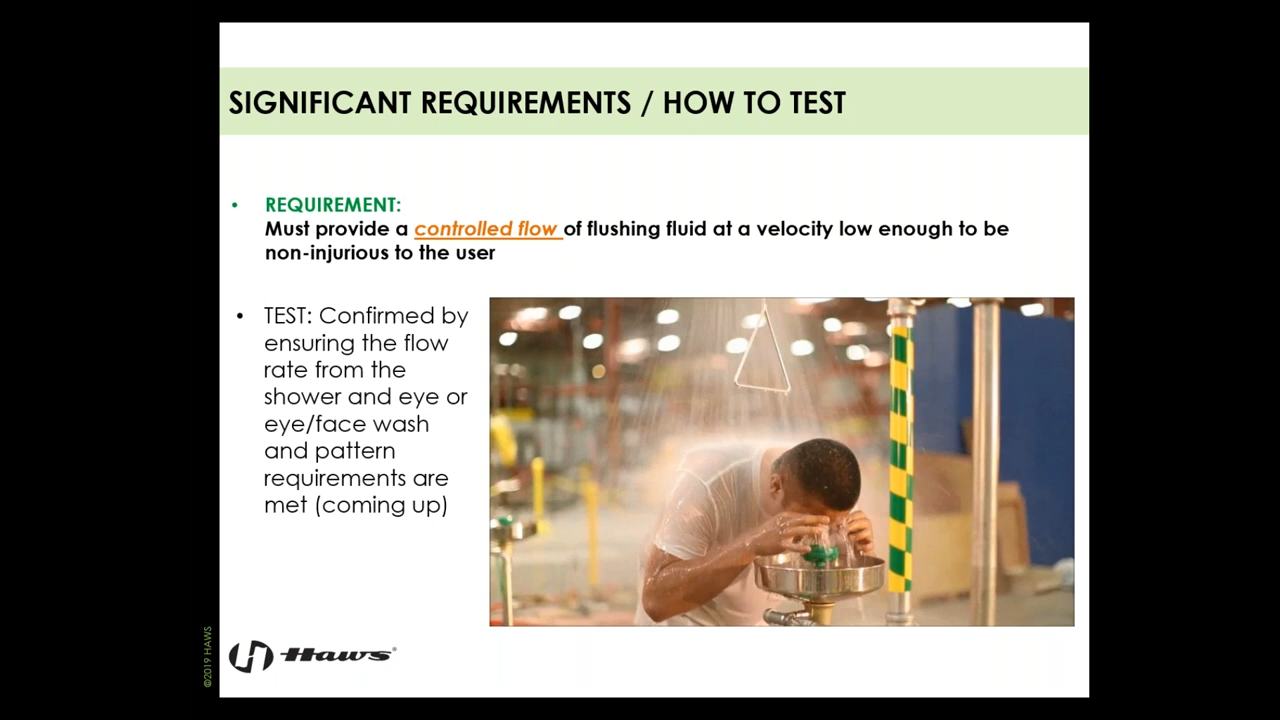 SIGNIFICANT REQUIREMENTS / HOW TO TEST
• REQUIREMENT:
Must provide a controlled flow of flushing fluid at a velocity low enough to be
non-injurious to the user
• TEST: Confirmed by
ensuring the flow
rate from the
shower and eye or
eye/face wash
and pattern
requirements are
met (coming up)
Haws®
©2019 HAWS